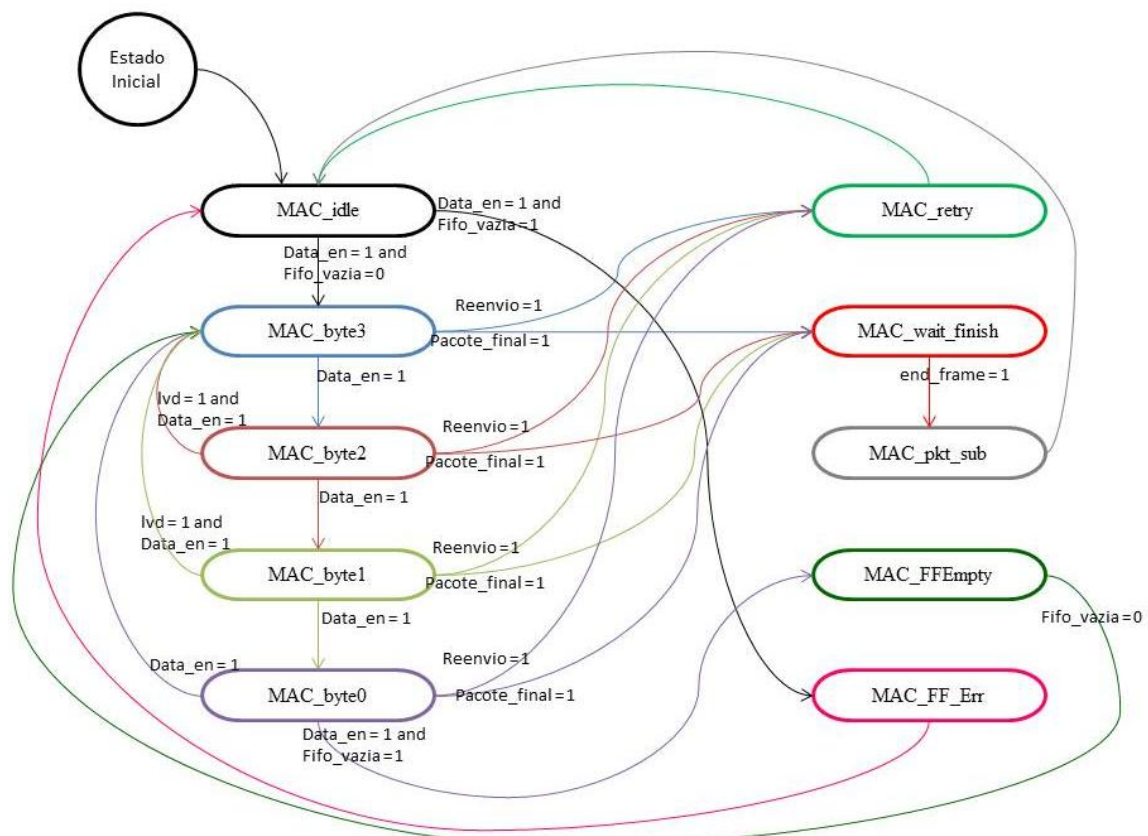 Estado
Inicial
MAC_idle
Data_en = 1 and
Fifo_vazia = 1
MAC_retry
Data_en = 1 and
Fifo_vazia = 0
Reenvio = 1
MAC_byte3
Pacote_final = 1
MAC_wait_finish
Data_en = 1
end_frame = 1
lvd = 1 and
Data_en = 1
Reenvio = 1
MAC_byte2
Pacote_final = 1
MAC_pkt_sub
Data_en = 1
lvd = 1 and
Data_en = 1
Reenvio = 1
MAC_byte1
Pacote_final = 1
MAC_FFEmpty
Data_en = 1
Fifo_vazia = 0
Data_en = 1
Reenvio = 1
MAC_byte0
Pacote_final = 1
MAC_FF_Err
Data_en = 1 and
Fifo_vazia = 1